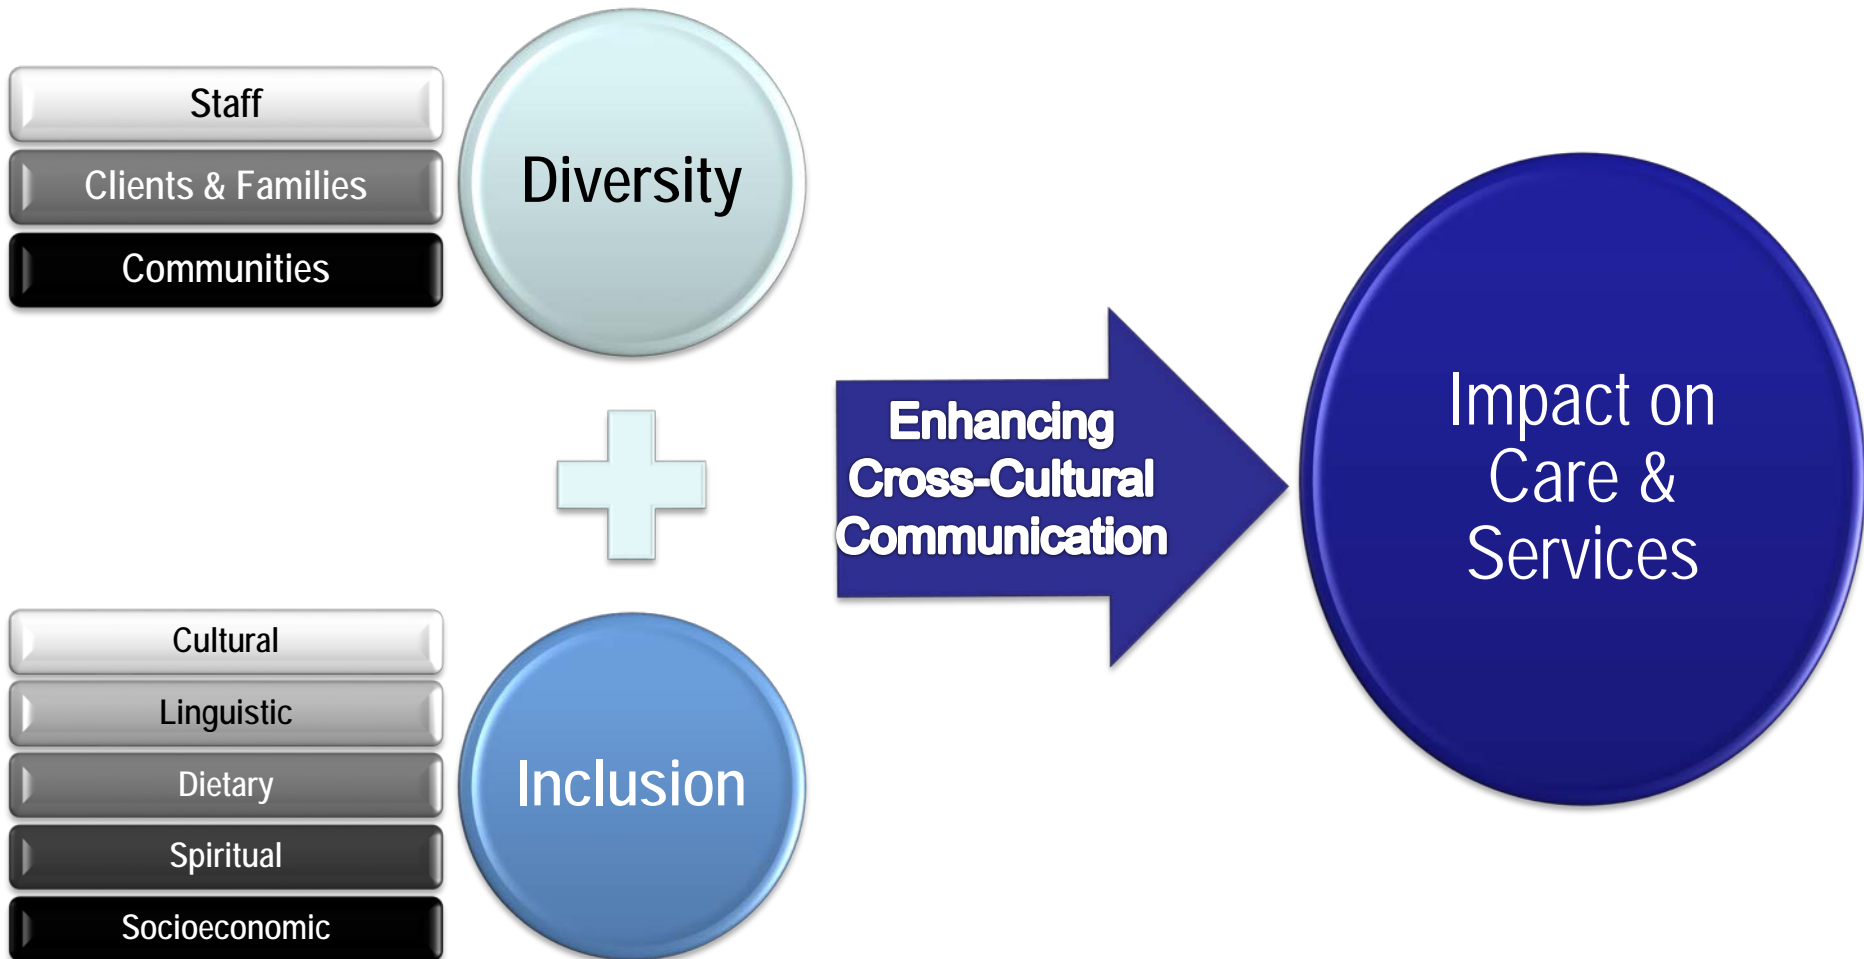 Staff
Clients & Families
Communities
Diversity
Cultural
Linguistic
Dietary
Spiritual
Socioeconomic
Inclusion
Enhancing
Cross-Cultural
Communication
Impact on
Care &
Services